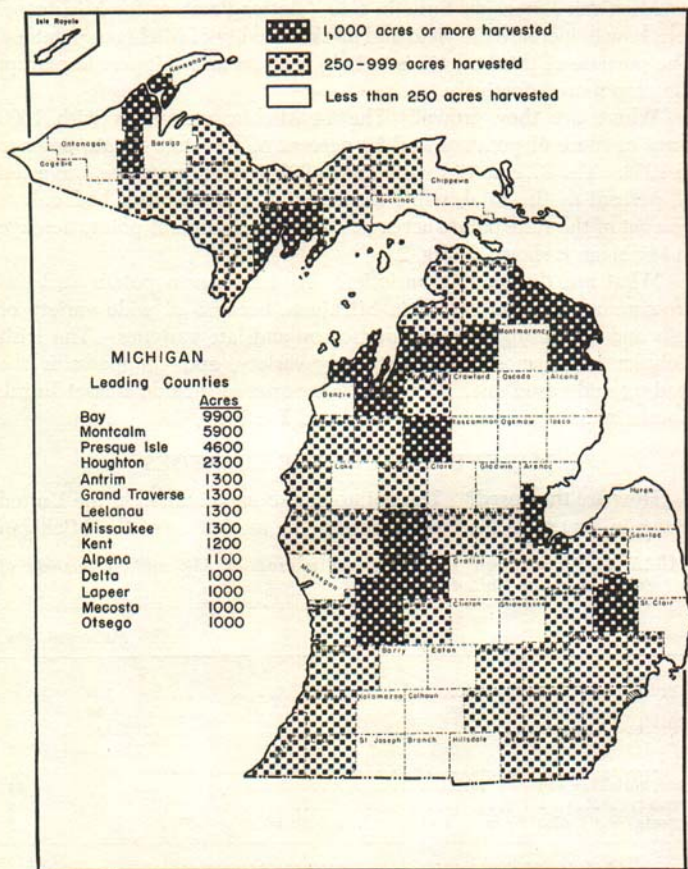 Isle Royale
1,000 acres or more harvested
250-999 acres harvested
Less than 250 acres harvested
Keweenaw
Ontonagon
Baraga
Gogebic
Chippewa
Mackinac
Montmorency
Benzie
Crawford
Oscoda
Alcona
Roscommon
Ogemaw
Iosco
Lake
Clare
Gladwin
Arenac
Huron
Sanilac
Muskegon
Gratiot
Clinton
Shiawassee
St. Clair
Barry
Eaton
Kalamazoo
Calhoun
St. Joseph
Branch
Hillsdale
MICHIGAN
Leading Counties
Acres
Bay 9900
Montcalm 5900
Presque Isle 4600
Houghton 2300
Antrim 1300
Grand Traverse 1300
Leelanau 1300
Missaukee 1300
Kent 1200
Alpena 1100
Delta 1000
Lapeer 1000
Mecosta 1000
Otsego 1000